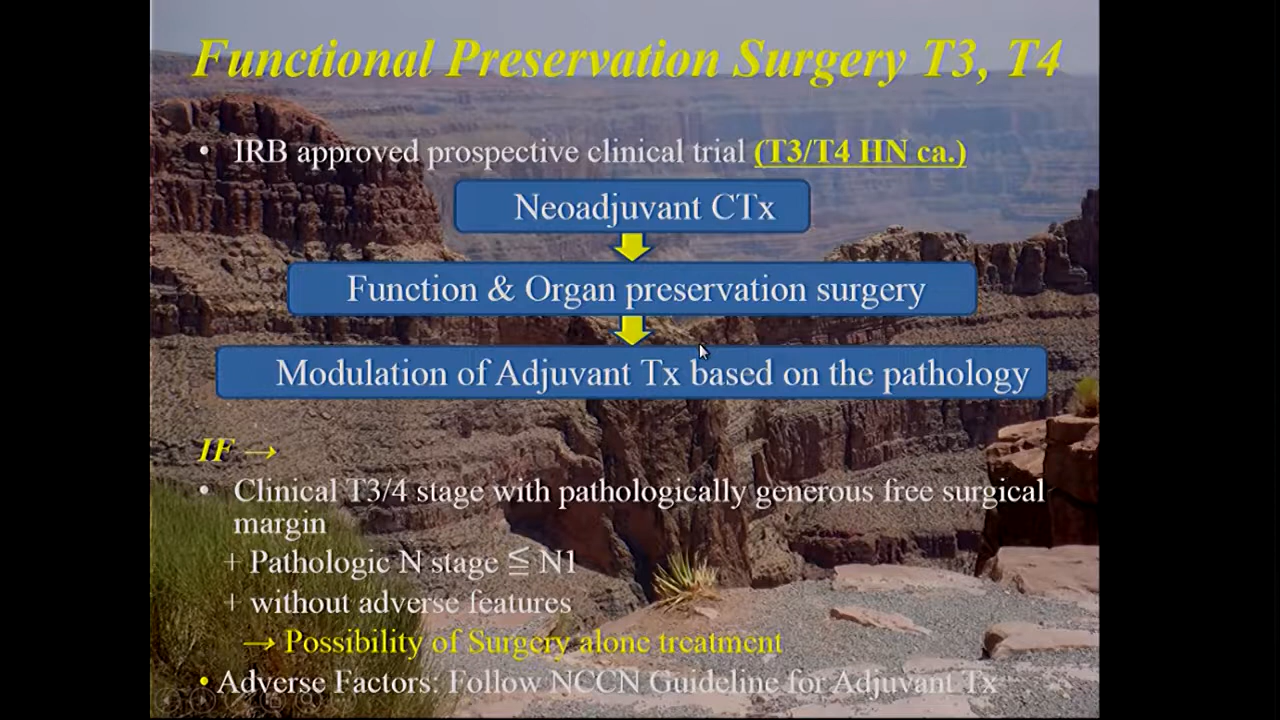 Functional Preservation Surgery T3, T4
• IRB approved prospective clinical trial (T3/T4 HN ca.)
Neoadjuvant CTx
Function & Organ preservation surgery
Modulation of Adjuvant Tx based on the pathology
IF →
• Clinical T3/4 stage with pathologically generous free surgical
margin
+ Pathologic N stage ≦ N1
+ without adverse features
→ Possibility of Surgery alone treatment
• Adverse Factors: Follow NCCN Guideline for Adjuvant Tx